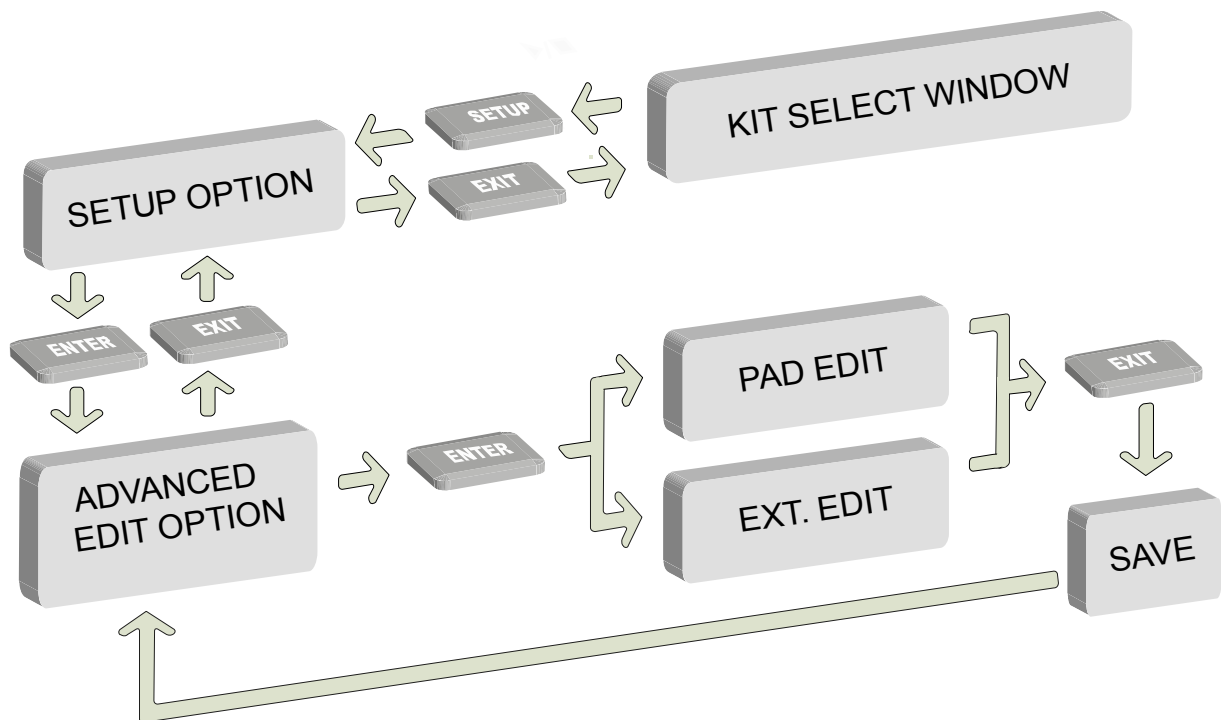 SETUP
KIT SELECT WINDOW
SETUP OPTION
EXIT
ENTER
EXIT
PAD EDIT
EXIT
ADVANCED
EDIT OPTION
ENTER
EXT. EDIT
SAVE